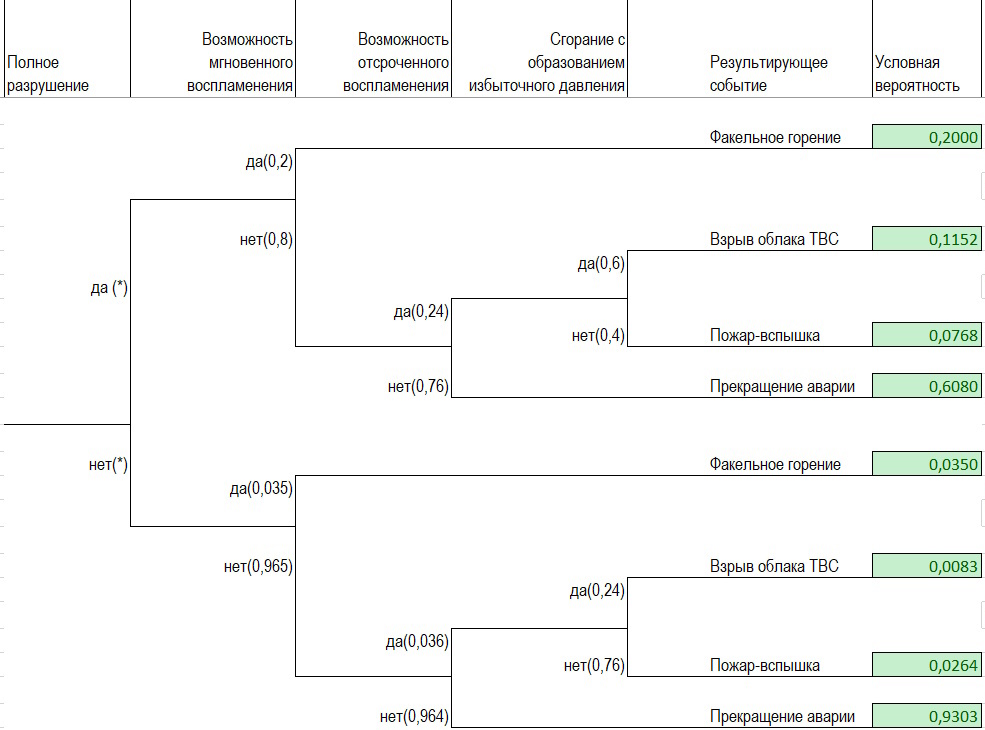 Полное
разрушение
Возможность
мгновенного
воспламенения
Возможность
отсроченного
воспламенения
Сгорание с
образованием
избыточного давления
Результирующее
событие
Условная
вероятность
Факельное горение 0,2000
да(0,2)
нет(0,8) Взрыв облака ТВС 0,1152
да(0,6)
да (*)
да(0,24)
нет(0,4) Пожар-вспышка 0,0768
нет(0,76) Прекращение аварии 0,6080
нет(*) Факельное горение 0,0350
да(0,035)
нет(0,965) Взрыв облака ТВС 0,0083
да(0,24)
да(0,036)
нет(0,76) Пожар-вспышка 0,0264
нет(0,964) Прекращение аварии 0,9303